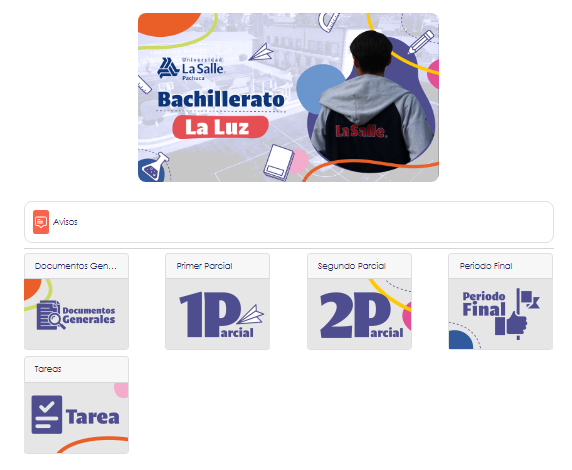 Universidad
La Salle
Pachuca
Bachillerato
La Luz
La Salle
Avisos
Documentos Gen...
Primer Parcial
Segundo Parcial
Periodo Final
Documentos
Generales
1Parcial
2Parcial
Periodo
Final
Tareas
Tarea